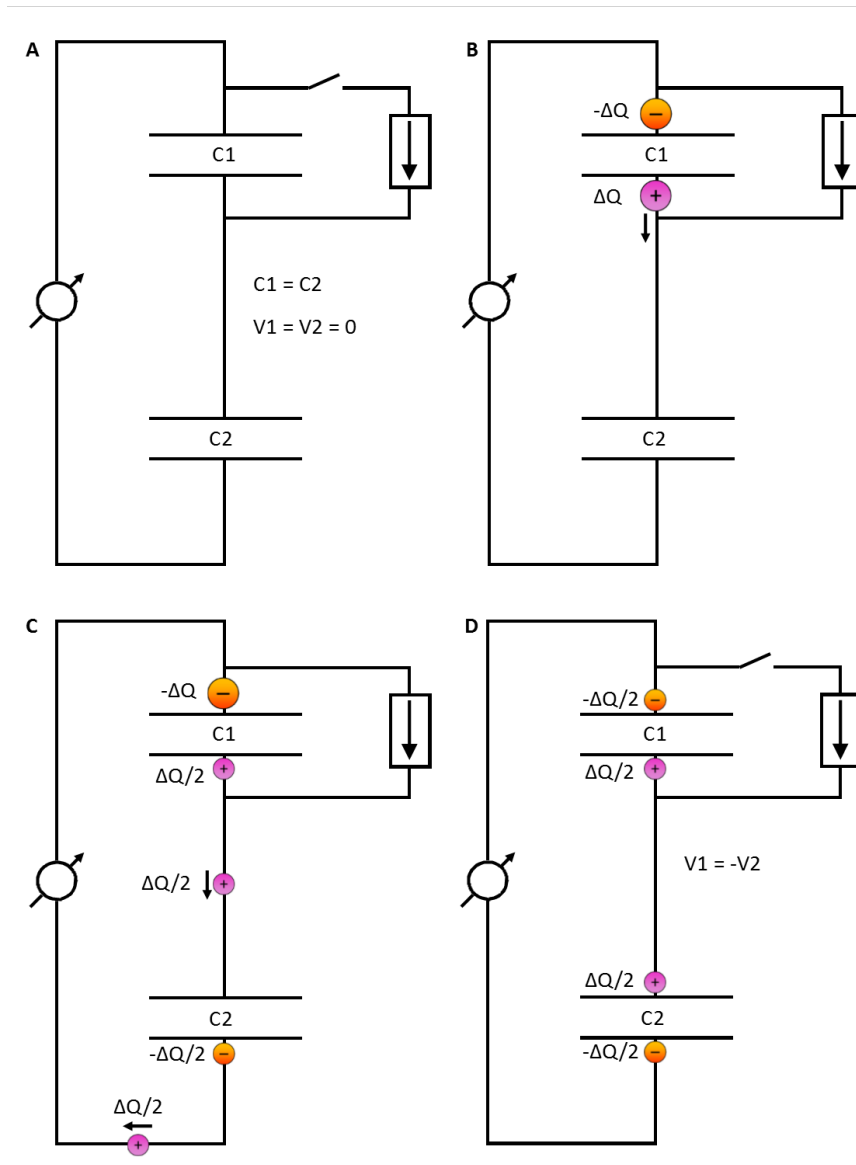 A
C1
C1 = C2
V1 = V2 = 0
C2
B
-ΔQ
−
C1
ΔQ
+
C2
C
-ΔQ
−
C1
ΔQ/2
+
ΔQ/2
+
C2
-ΔQ/2
−
ΔQ/2
+
D
-ΔQ/2
−
C1
ΔQ/2
+
V1 = -V2
ΔQ/2
+
C2
-ΔQ/2
−